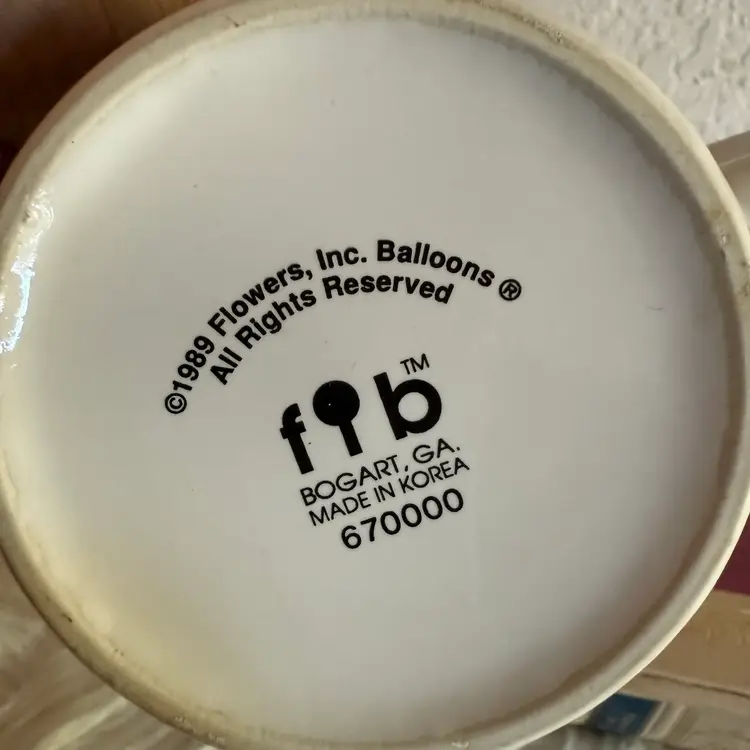 ©1989 Flowers, Inc. Balloons ®
All Rights Reserved
fib™
BOGART, GA.
MADE IN KOREA
670000